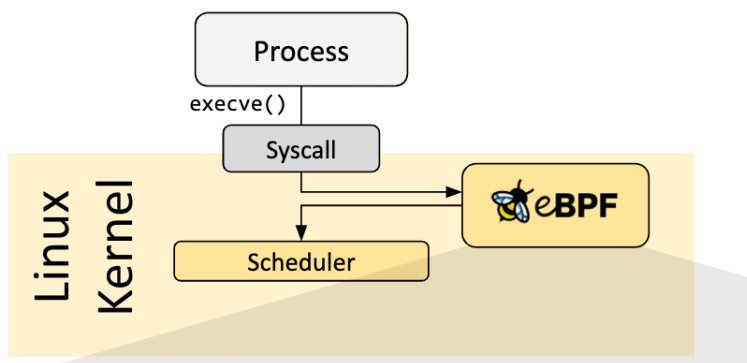 Process
execve()
Syscall
Linux
Kernel
eBPF
Scheduler